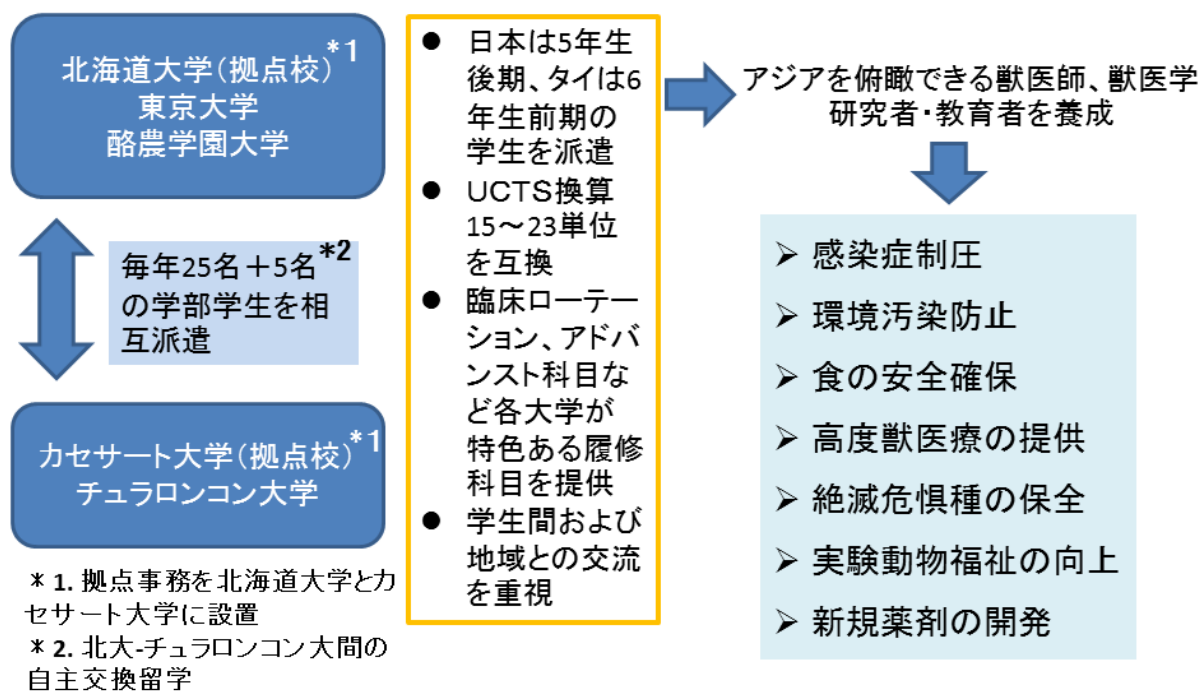 北海道大学(拠点校)*1
東京大学
酪農学園大学
毎年25名＋5名*2
の学部学生を相
互派遣
カセサート大学(拠点校)*1
チュラロンコン大学
* 1. 拠点事務を北海道大学とカ
セサート大学に設置
* 2. 北大-チュラロンコン大間の
自主交換留学
● 日本は5年生
後期、タイは6
年生前期の
学生を派遣
● UCTS換算
15～23単位
を互換
● 臨床ローテー
ション、アドバ
ンスト科目な
ど各大学が
特色ある履修
科目を提供
● 学生間および
地域との交流
を重視
アジアを俯瞰できる獣医師、獣医学
研究者・教育者を養成
➢ 感染症制圧
➢ 環境汚染防止
➢ 食の安全確保
➢ 高度獣医療の提供
➢ 絶滅危惧種の保全
➢ 実験動物福祉の向上
➢ 新規薬剤の開発